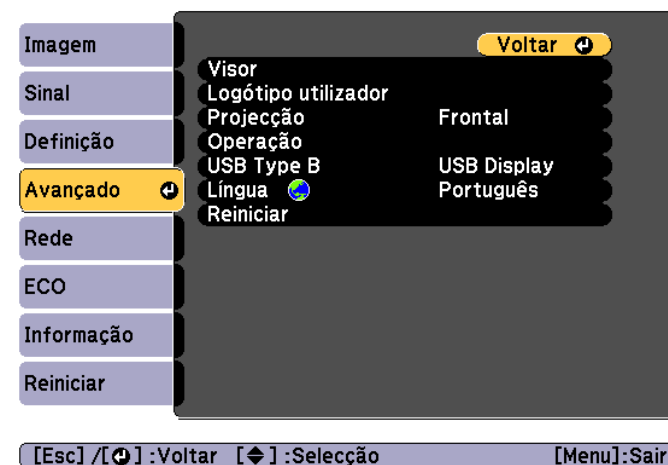 Imagem
Sinal
Definição
Avançado
Rede
ECO
Informação
Reiniciar
Voltar
Visor
Logótipo utilizador
Projecção Frontal
Operação
USB Type B USB Display
Língua Português
Reiniciar
[Esc] /[ ] :Voltar [ ] :Selecção [Menu]:Sair